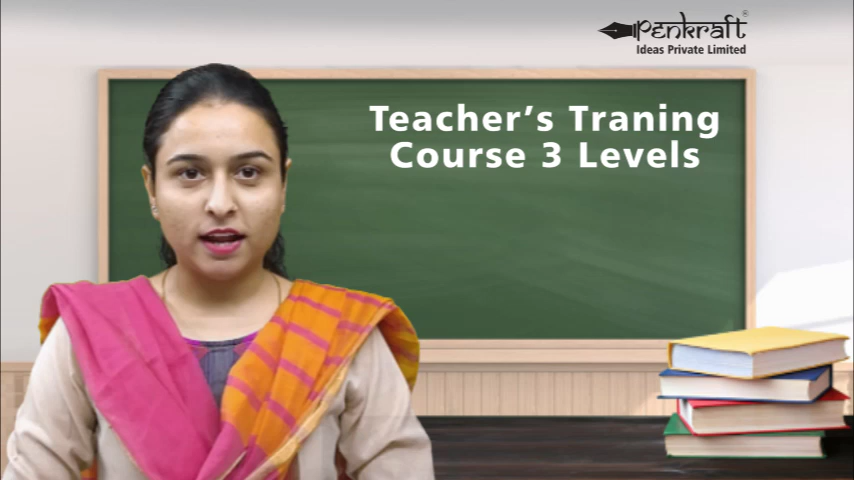 Penkraft®
Ideas Private Limited
Teacher's Traning
Course 3 Levels